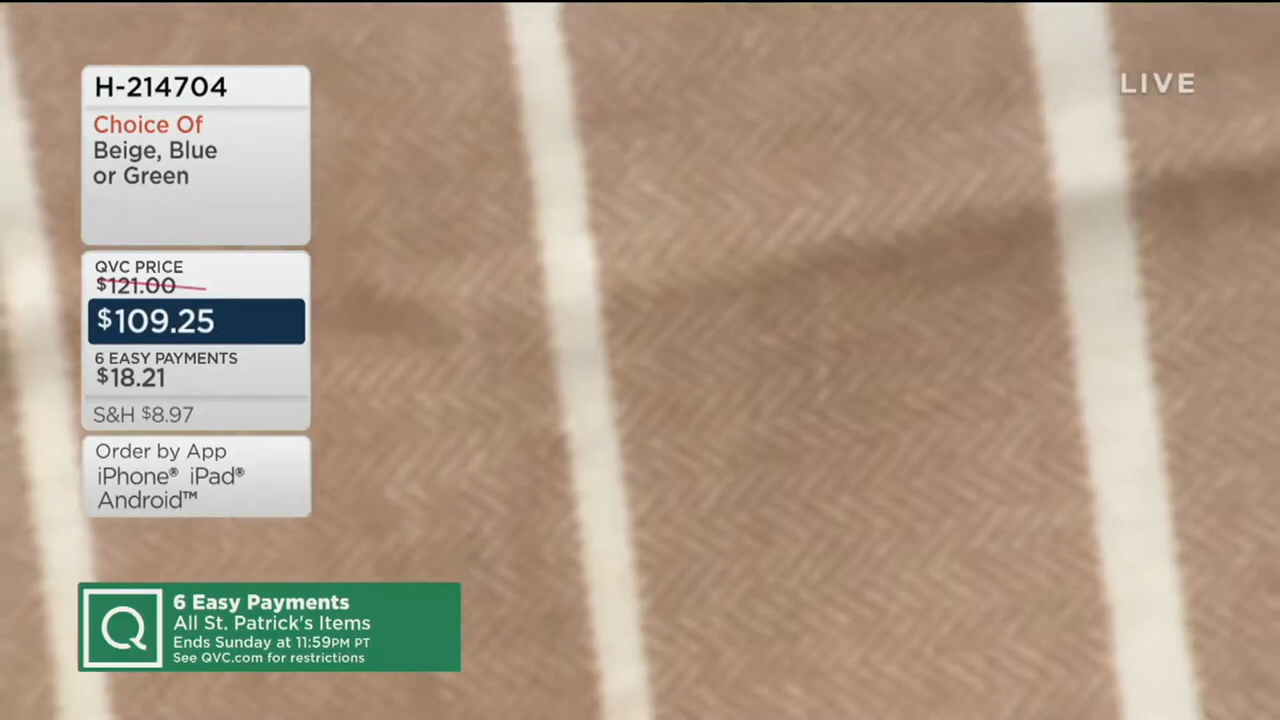 H-214704
Choice Of
Beige, Blue
or Green
QVC PRICE
$121.00
$109.25
6 EASY PAYMENTS
$18.21
S&H $8.97
Order by App
iPhone® iPad®
Android™
LIVE
Q
6 Easy Payments
All St. Patrick's Items
Ends Sunday at 11:59PM PT
See QVC.com for restrictions